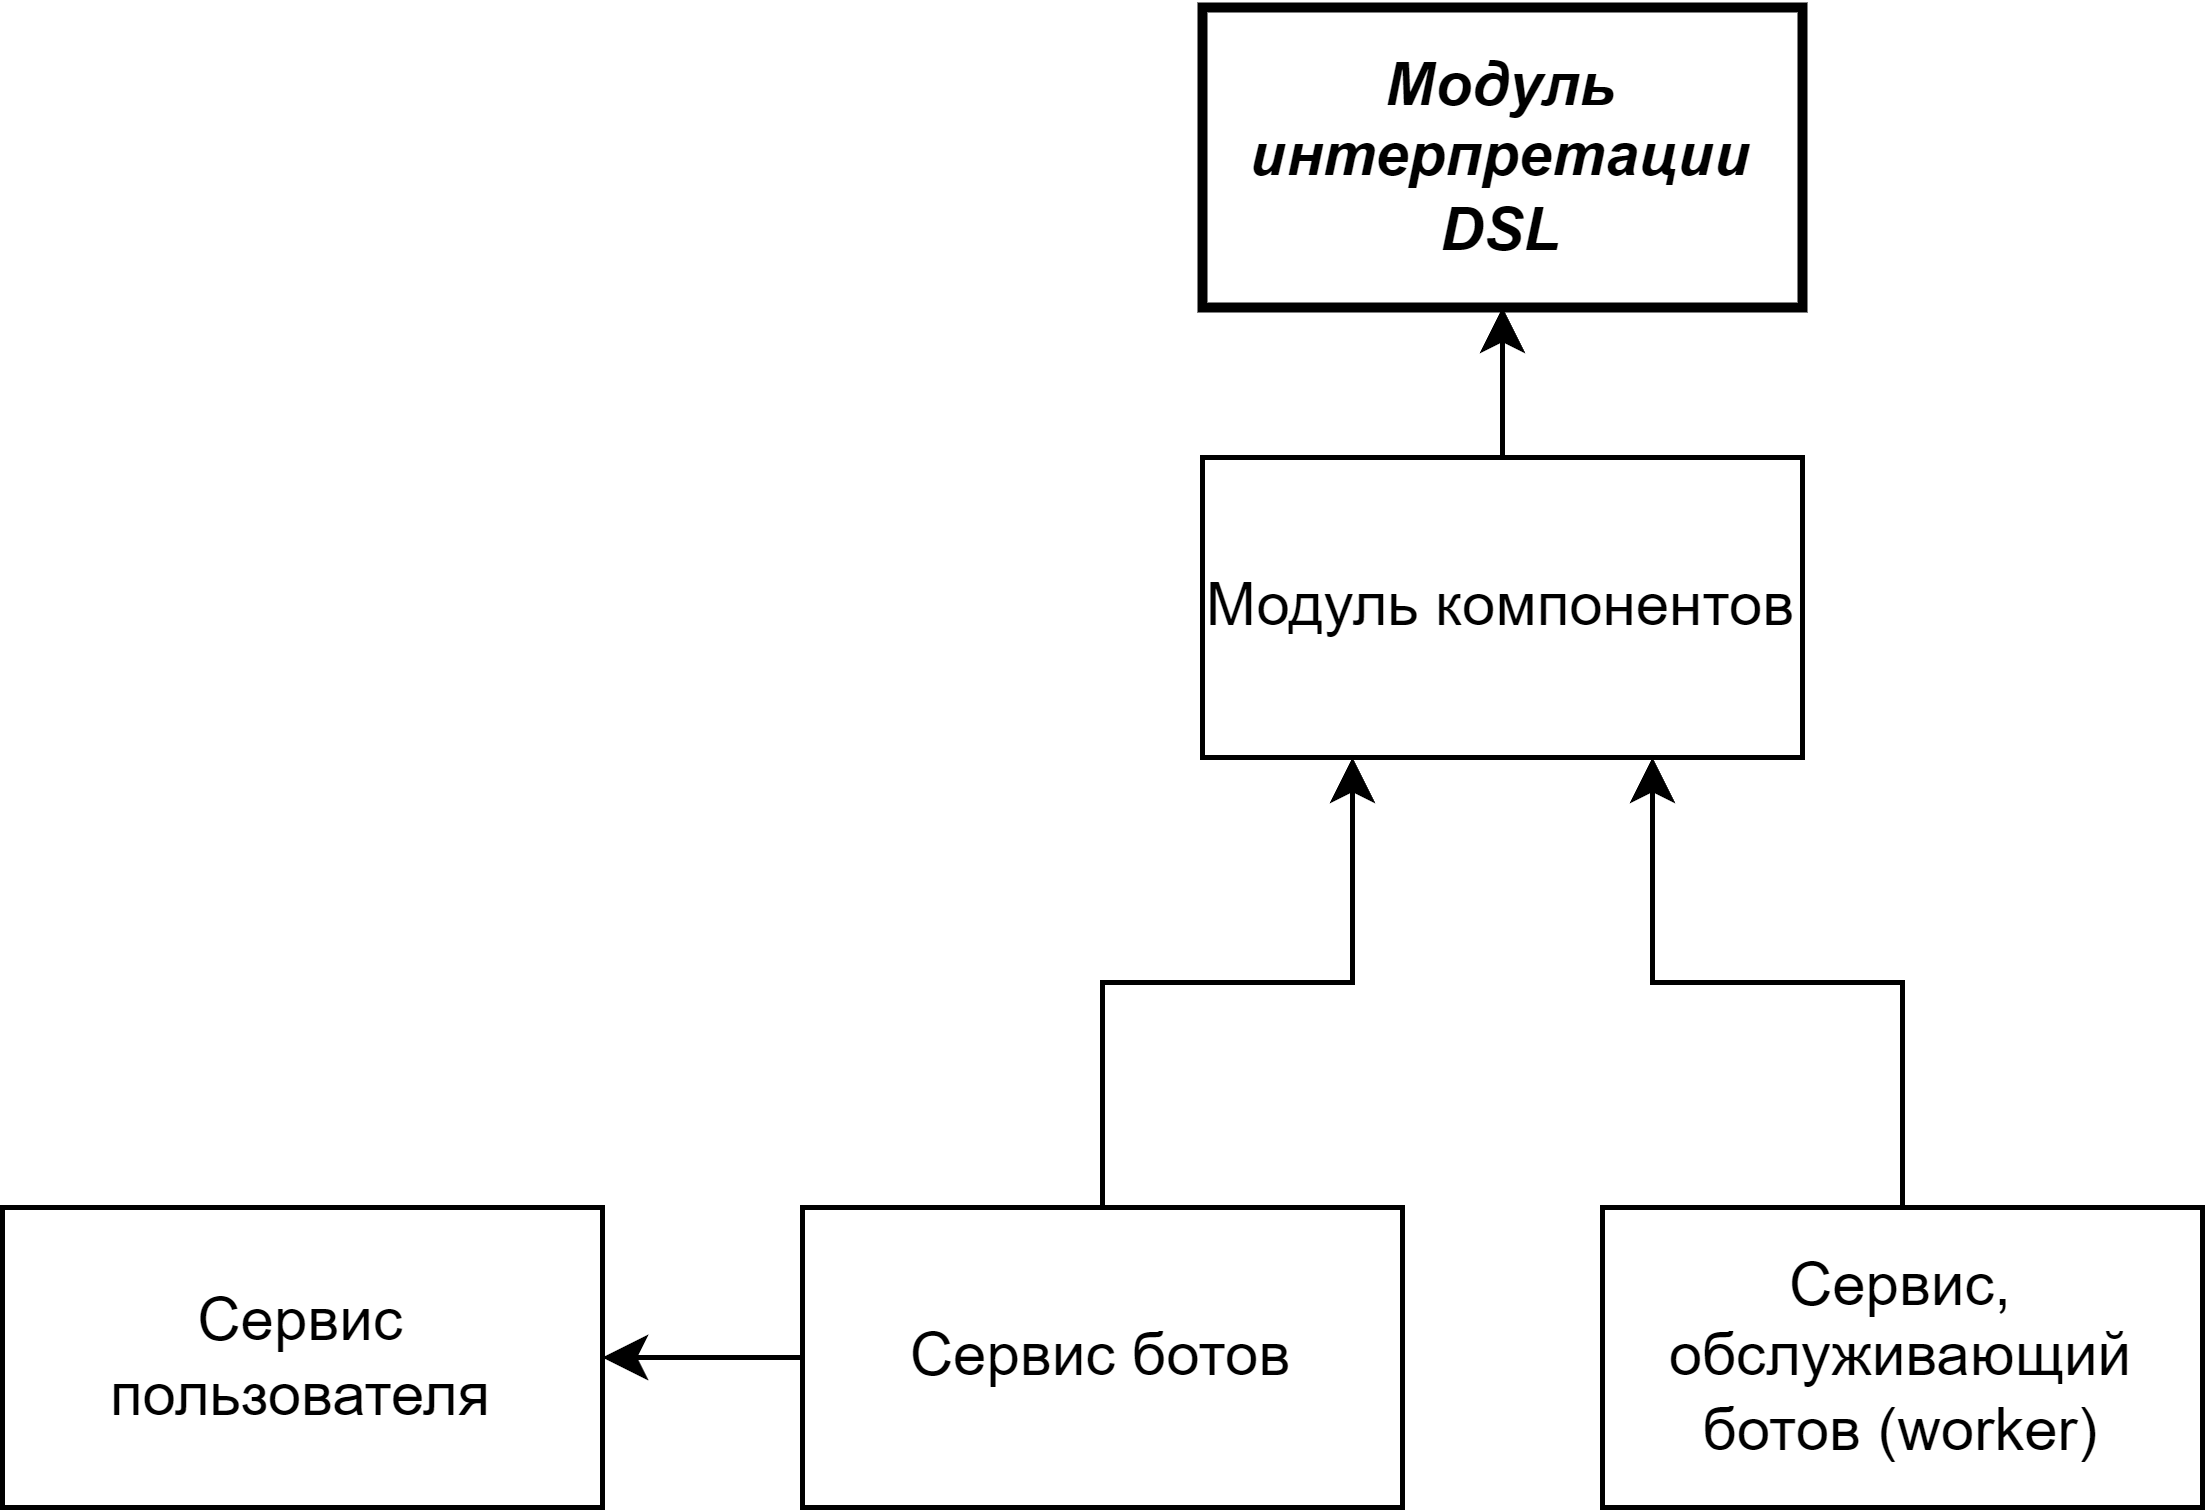 Модуль
интерпретации
DSL
Модуль компонентов
Сервис
пользователя
Сервис ботов
Сервис,
обслуживающий
ботов (worker)